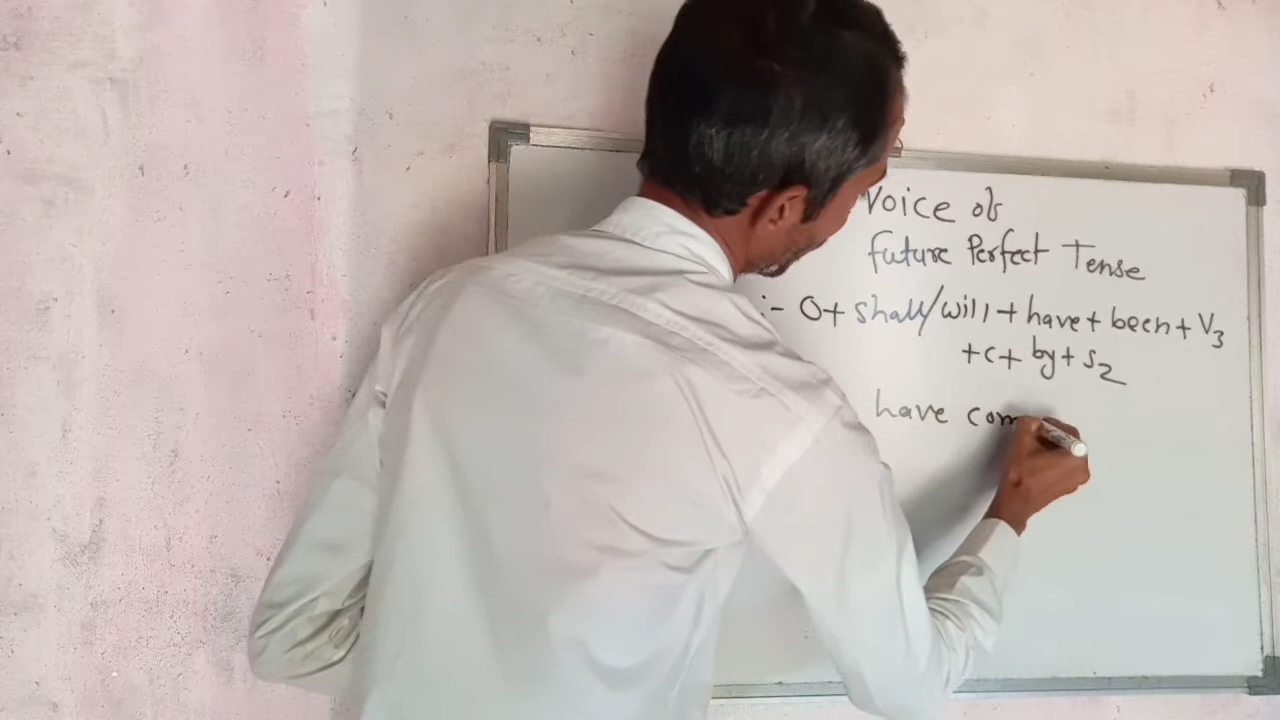 Voice of
Future Perfect Tense
:- O+ shall/will+have+been+V3
+c+ by+s2
have com